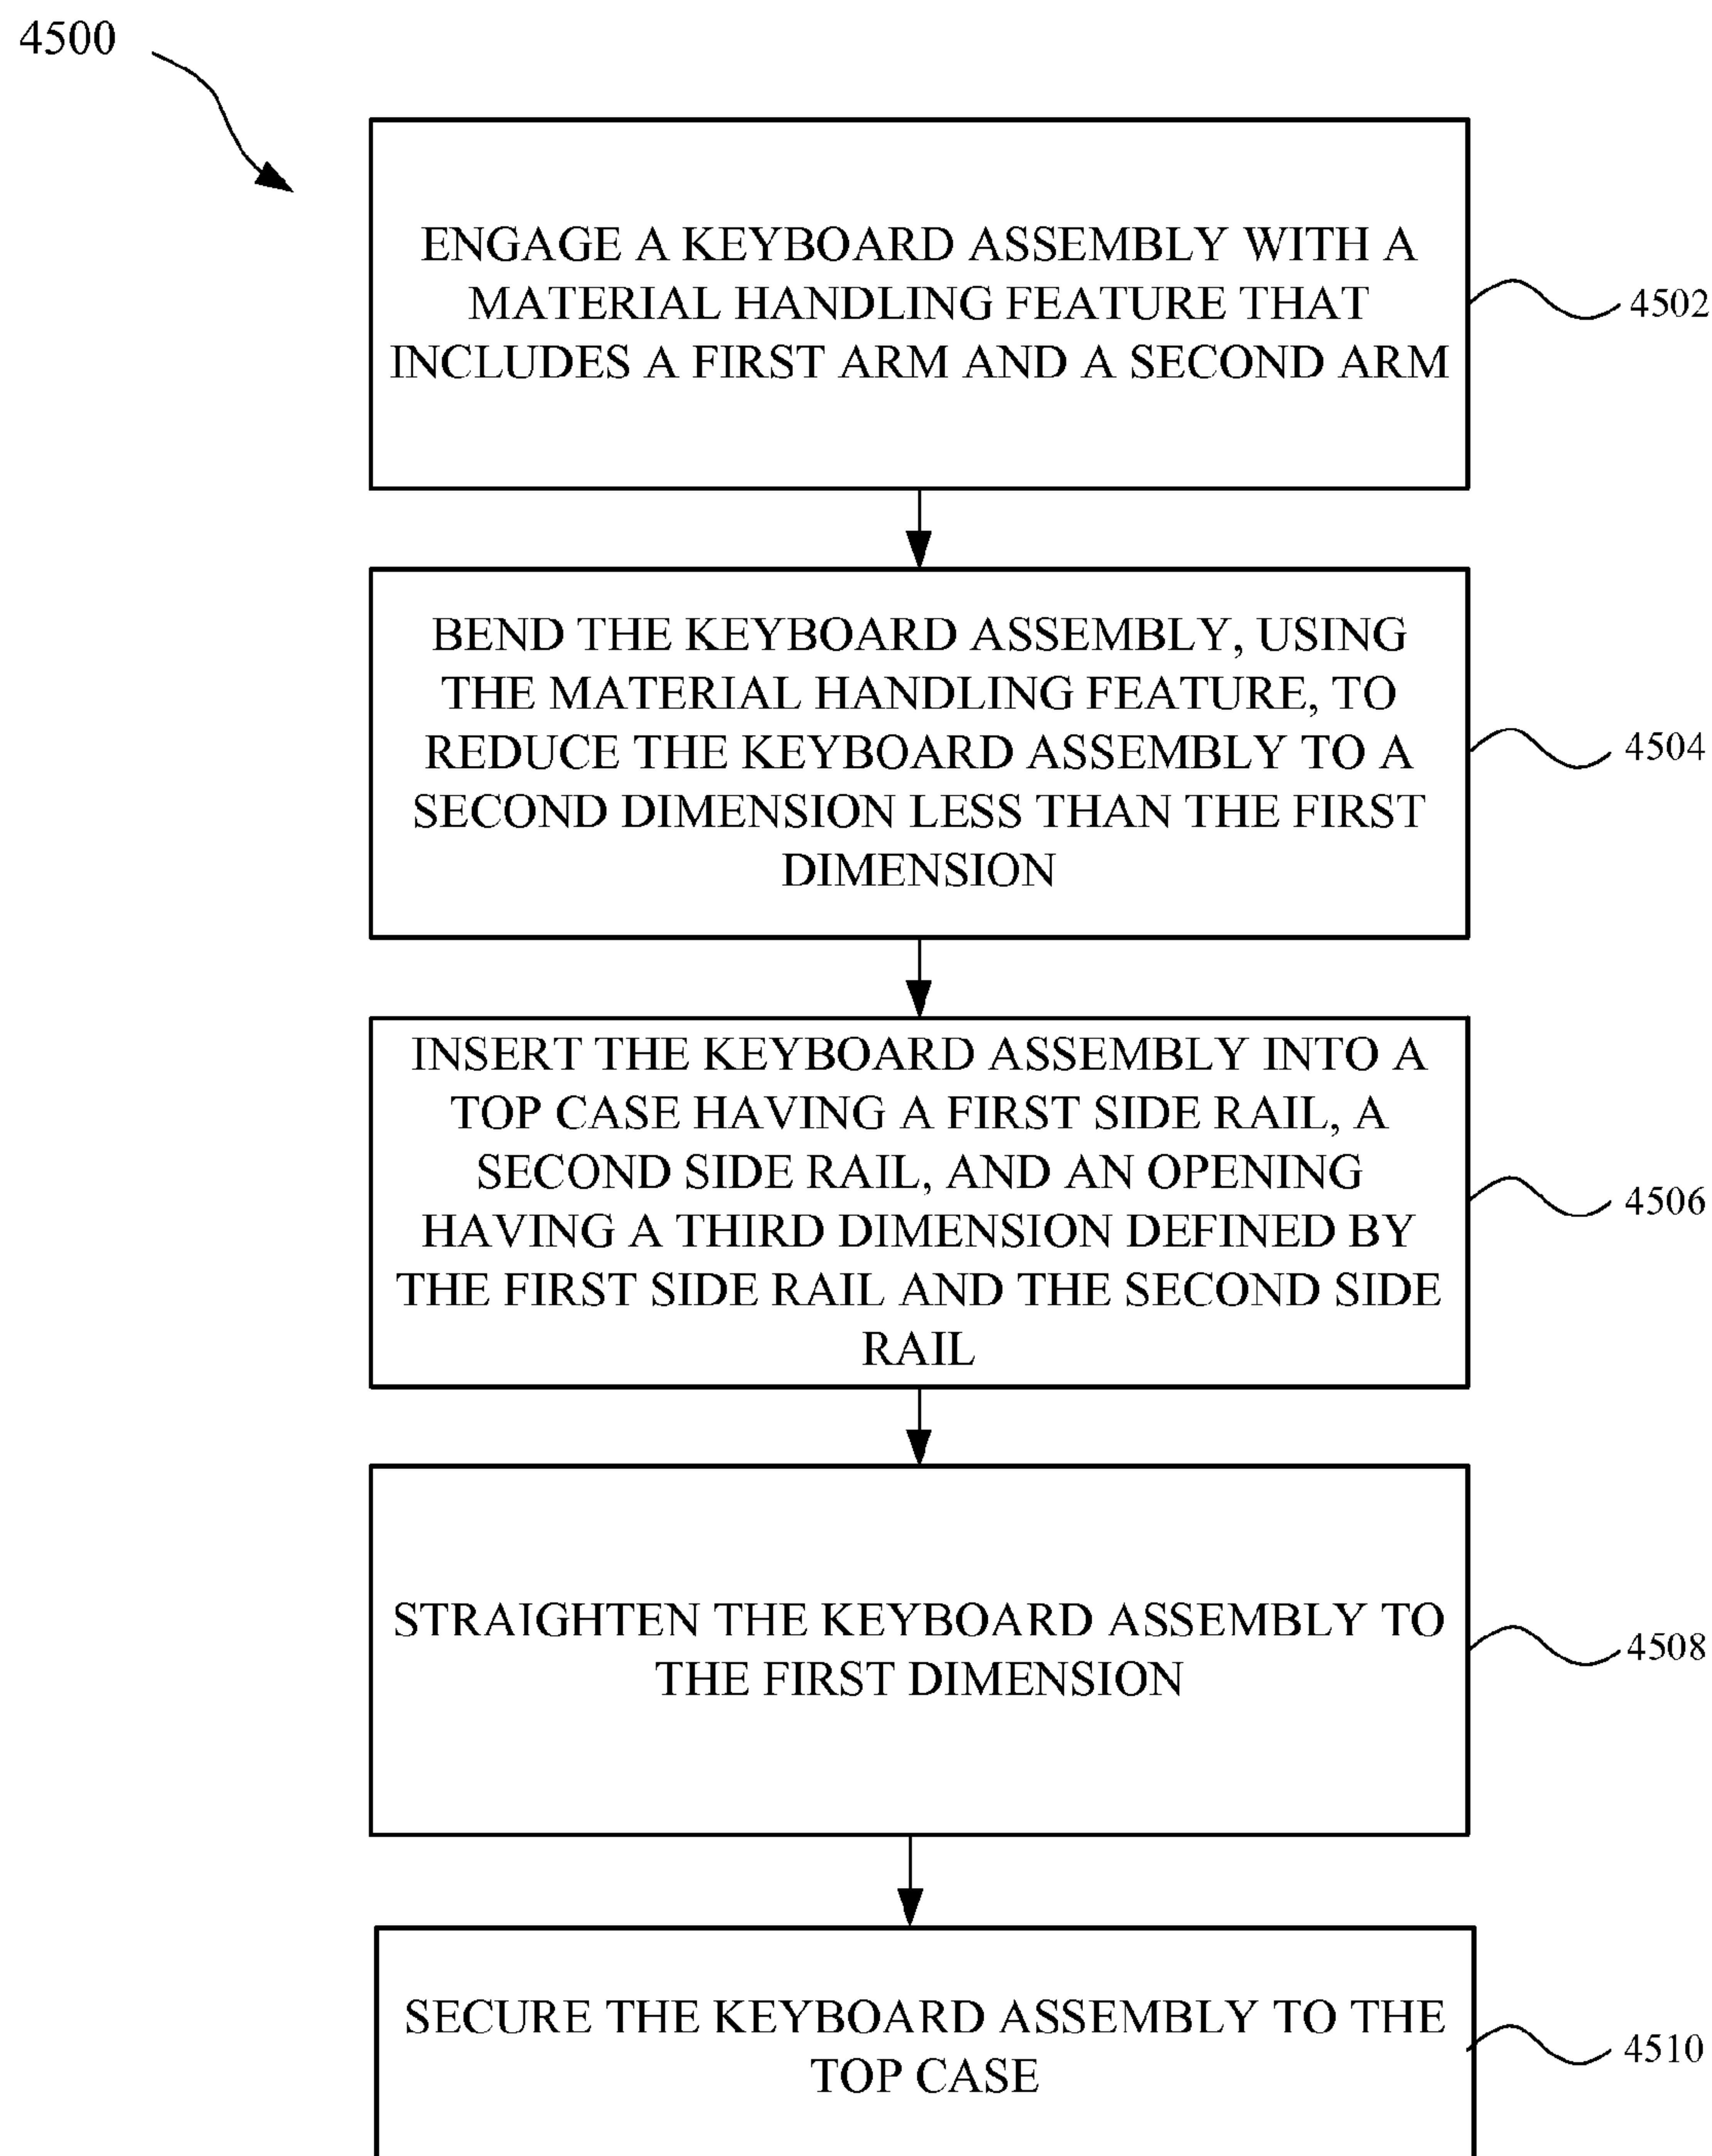 4500
ENGAGE A KEYBOARD ASSEMBLY WITH A
MATERIAL HANDLING FEATURE THAT
INCLUDES A FIRST ARM AND A SECOND ARM
4502
BEND THE KEYBOARD ASSEMBLY, USING
THE MATERIAL HANDLING FEATURE, TO
REDUCE THE KEYBOARD ASSEMBLY TO A
SECOND DIMENSION LESS THAN THE FIRST
DIMENSION
4504
INSERT THE KEYBOARD ASSEMBLY INTO A
TOP CASE HAVING A FIRST SIDE RAIL, A
SECOND SIDE RAIL, AND AN OPENING
HAVING A THIRD DIMENSION DEFINED BY
THE FIRST SIDE RAIL AND THE SECOND SIDE
RAIL
4506
STRAIGHTEN THE KEYBOARD ASSEMBLY TO
THE FIRST DIMENSION
4508
SECURE THE KEYBOARD ASSEMBLY TO THE
TOP CASE
4510